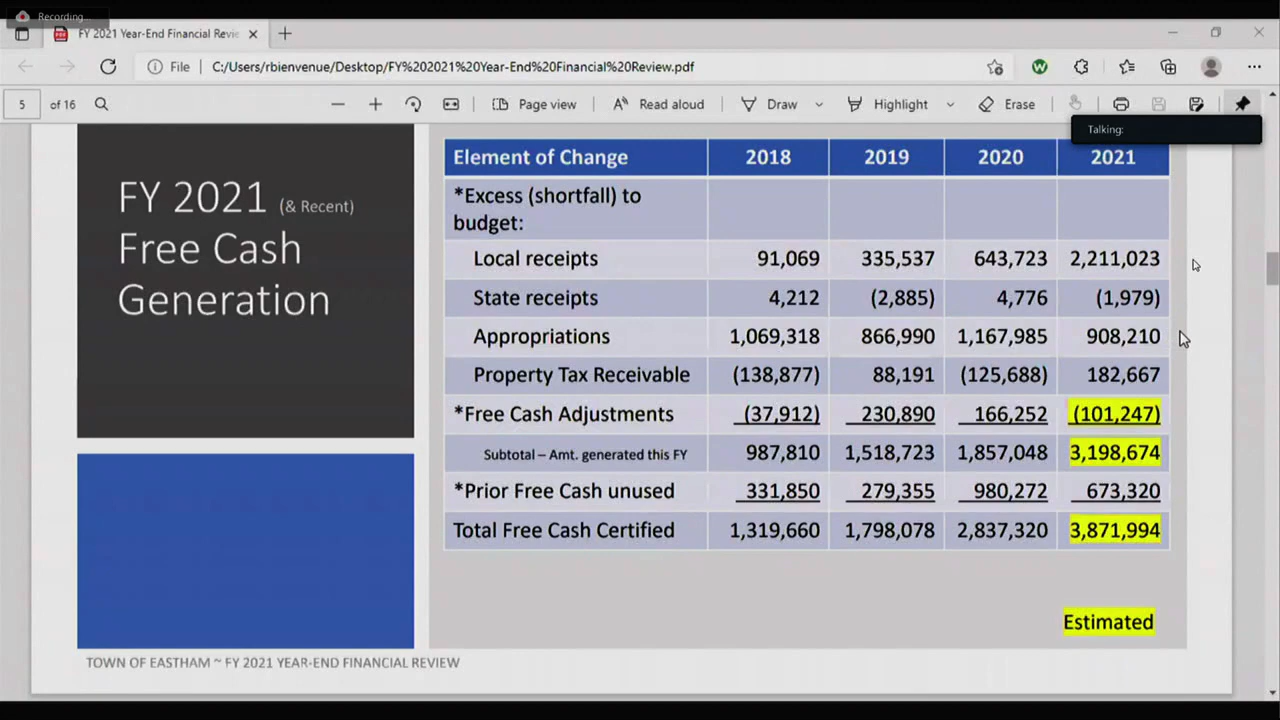 Recording...
FY 2021 Year-End Financial Revie
File C:/Users/rbienvenue/Desktop/FY%202021%20Year-End%20Financial%20Review.pdf
5 of 16 Page view Read aloud Draw Highlight Erase
Talking:
FY 2021 (& Recent)
Free Cash
Generation
Element of Change 2018 2019 2020 2021
*Excess (shortfall) to
budget:
Local receipts 91,069 335,537 643,723 2,211,023
State receipts 4,212 (2,885) 4,776 (1,979)
Appropriations 1,069,318 866,990 1,167,985 908,210
Property Tax Receivable (138,877) 88,191 (125,688) 182,667
*Free Cash Adjustments (37,912) 230,890 166,252 (101,247)
Subtotal – Amt. generated this FY 987,810 1,518,723 1,857,048 3,198,674
*Prior Free Cash unused 331,850 279,355 980,272 673,320
Total Free Cash Certified 1,319,660 1,798,078 2,837,320 3,871,994
Estimated
TOWN OF EASTHAM ~ FY 2021 YEAR-END FINANCIAL REVIEW